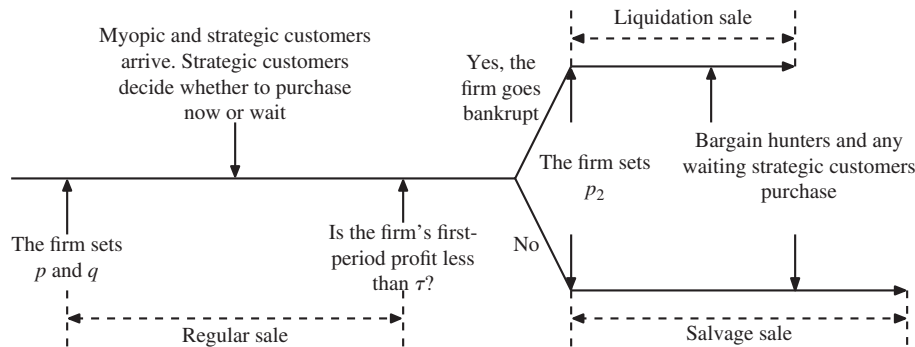 Liquidation sale
Myopic and strategic customers
arrive. Strategic customers
decide whether to purchase
now or wait
Yes, the
firm goes
bankrupt
The firm sets
p₂
Bargain hunters and any
waiting strategic customers
purchase
The firm sets
p and q
Is the firm's first-
period profit less
than τ?
No
Regular sale
Salvage sale